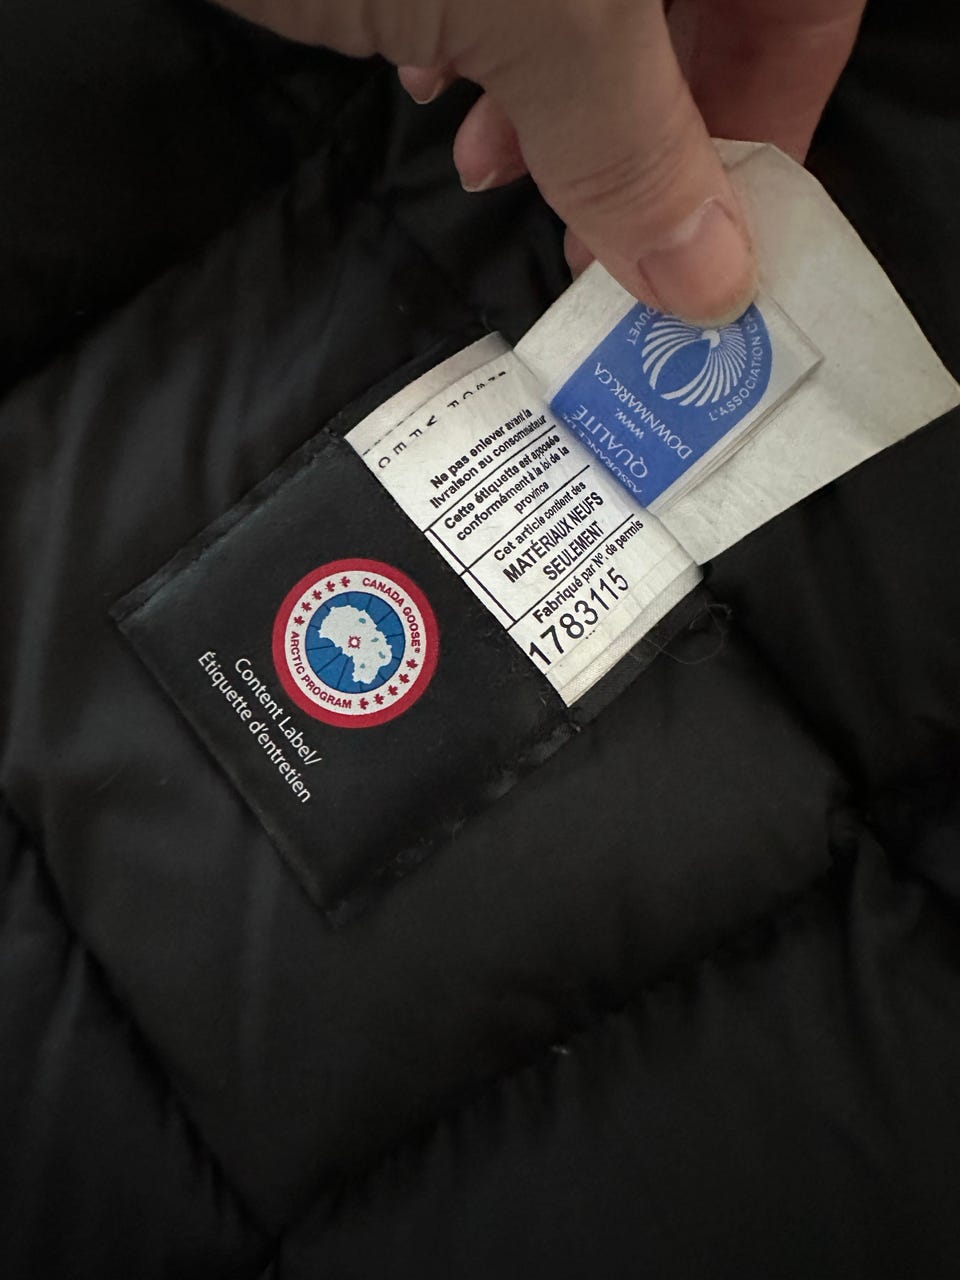 Ne pas enlever avant la
livraison au consommateur
Cette étiquette est apposée
conformément à la loi de la
province
Cet article contient des
MATÉRIAUX NEUFS
SEULEMENT
Fabriqué par Nº. de permis
1783115
L'ASSOCIATION
DUVET
WWW.
DOWNMARK.CA
QUALITÉ
ASSURANCE
CANADA GOOSE®
ARCTIC PROGRAM
Content Label/
Étiquette d'entretien